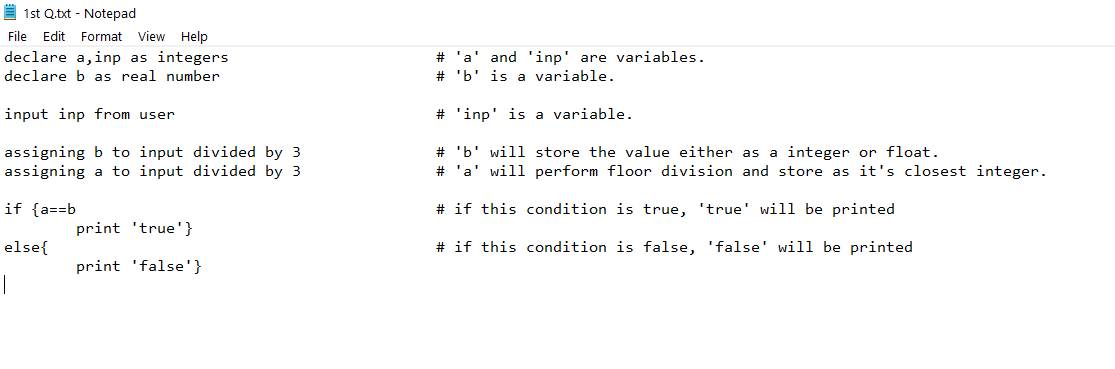 1st Q.txt - Notepad
File Edit Format View Help
declare a,inp as integers # 'a' and 'inp' are variables.
declare b as real number # 'b' is a variable.
input inp from user # 'inp' is a variable.
assigning b to input divided by 3 # 'b' will store the value either as a integer or float.
assigning a to input divided by 3 # 'a' will perform floor division and store as it's closest integer.
if {a==b # if this condition is true, 'true' will be printed
print 'true'}
else{ # if this condition is false, 'false' will be printed
print 'false'}